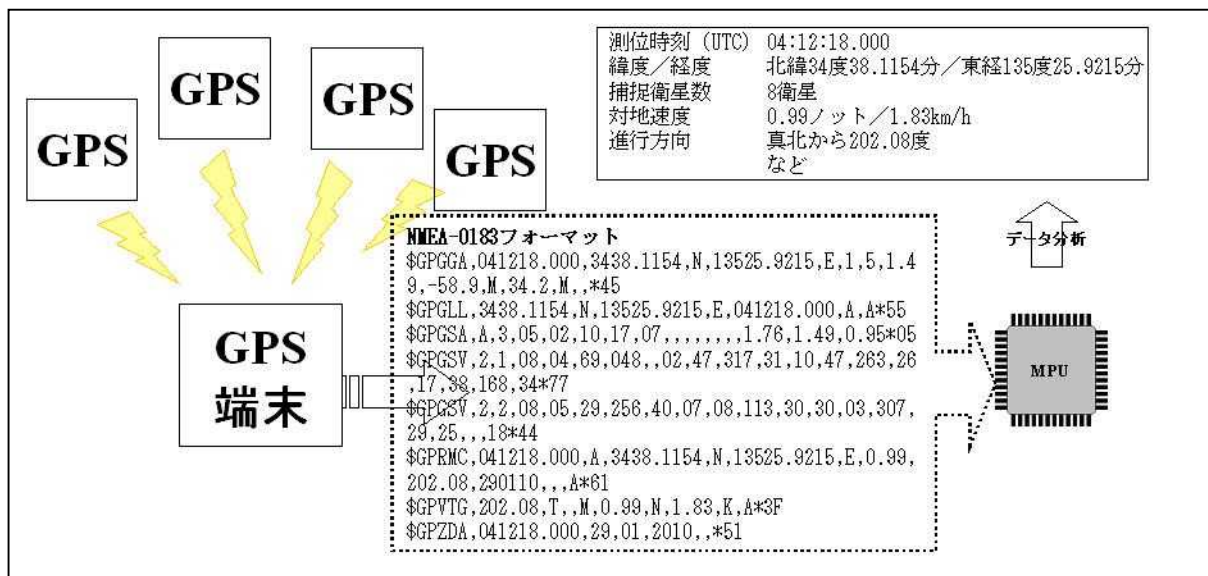 GPS
GPS
GPS
GPS
測位時刻 (UTC) 04:12:18.000
緯度／経度 北緯34度38.1154分／東経135度25.9215分
捕捉衛星数 8衛星
対地速度 0.99ノット／1.83km/h
進行方向 真北から202.08度
など
データ分析
NMEA-0183フォーマット
$GPGGA,041218.000,3438.1154,N,13525.9215,E,1,5,1.4
9,-58.9,M,34.2,M,,*45
$GPGLL,3438.1154,N,13525.9215,E,041218.000,A,A*55
$GPGSA,A,3,05,02,10,17,07,,,,,,,,1.76,1.49,0.95*05
$GPGSV,2,1,08,04,69,048,,02,47,317,31,10,47,263,26
,17,38,168,34*77
$GPGSV,2,2,08,05,29,256,40,07,08,113,30,30,03,307,
29,25,,,18*44
$GPRMC,041218.000,A,3438.1154,N,13525.9215,E,0.99,
202.08,290110,,,A*61
$GPVTG,202.08,T,,M,0.99,N,1.83,K,A*3F
$GPZDA,041218.000,29,01,2010,,*51
GPS
端末
MPU